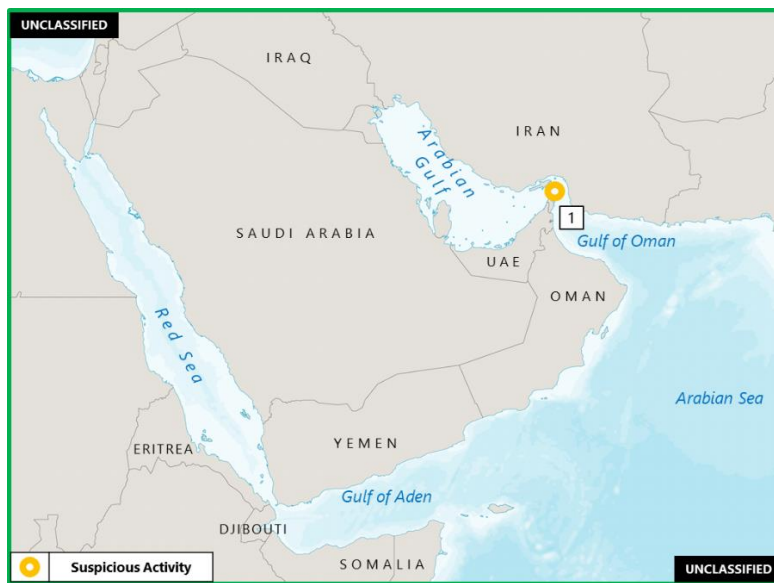 UNCLASSIFIED
IRAQ
IRAN
Arabian
Gulf
1
SAUDI ARABIA
Gulf of Oman
UAE
OMAN
Red Sea
Arabian Sea
YEMEN
ERITREA
Gulf of Aden
DJIBOUTI
SOMALIA
Suspicious Activity
UNCLASSIFIED